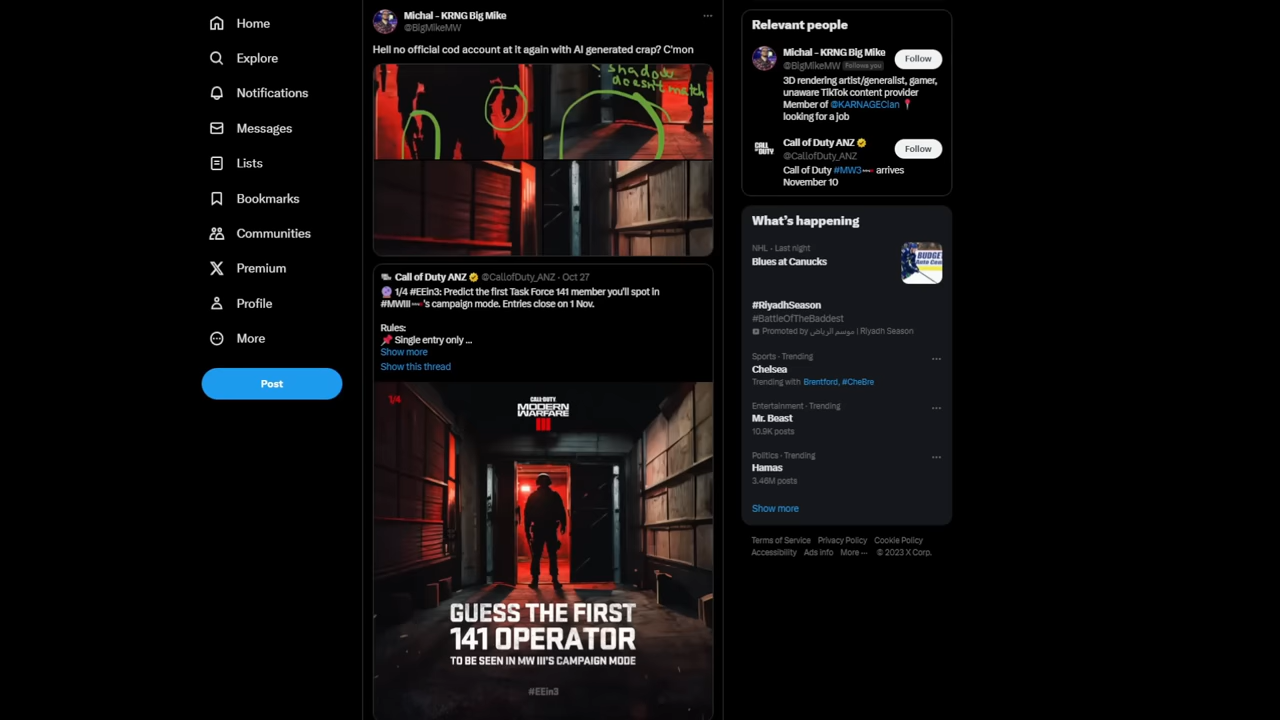 Home
Explore
Notifications
Messages
Lists
Bookmarks
Communities
Premium
Profile
More
Post
Michal - KRNG Big Mike
@BigMikeMW
Hell no official cod account at it again with AI generated crap? C'mon
shadow
doesn't match
Call of Duty ANZ @CallofDuty_ANZ · Oct 27
1/4 #EEin3: Predict the first Task Force 141 member you'll spot in
#MWIII's campaign mode. Entries close on 1 Nov.
Rules:
Single entry only ...
Show more
Show this thread
1/4
CALL OF DUTY
MODERN
WARFARE
III
GUESS THE FIRST
141 OPERATOR
TO BE SEEN IN MW III'S CAMPAIGN MODE
#EEin3
Relevant people
Michal - KRNG Big Mike
@BigMikeMW Follows you
Follow
3D rendering artist/generalist, gamer,
unaware TikTok content provider
Member of @KARNAGEClan
looking for a job
CALL OF DUTY
Call of Duty ANZ
@CallofDuty_ANZ
Follow
Call of Duty #MW3 arrives
November 10
What's happening
NHL · Last night
Blues at Canucks
BUDGET
#RiyadhSeason
#BattleOfTheBaddest
Promoted by موسم الرياض | Riyadh Season
Sports · Trending
Chelsea
Trending with Brentford, #CheBre
Entertainment · Trending
Mr. Beast
10.9K posts
Politics · Trending
Hamas
3.46M posts
Show more
Terms of Service Privacy Policy Cookie Policy
Accessibility Ads info More ··· © 2023 X Corp.